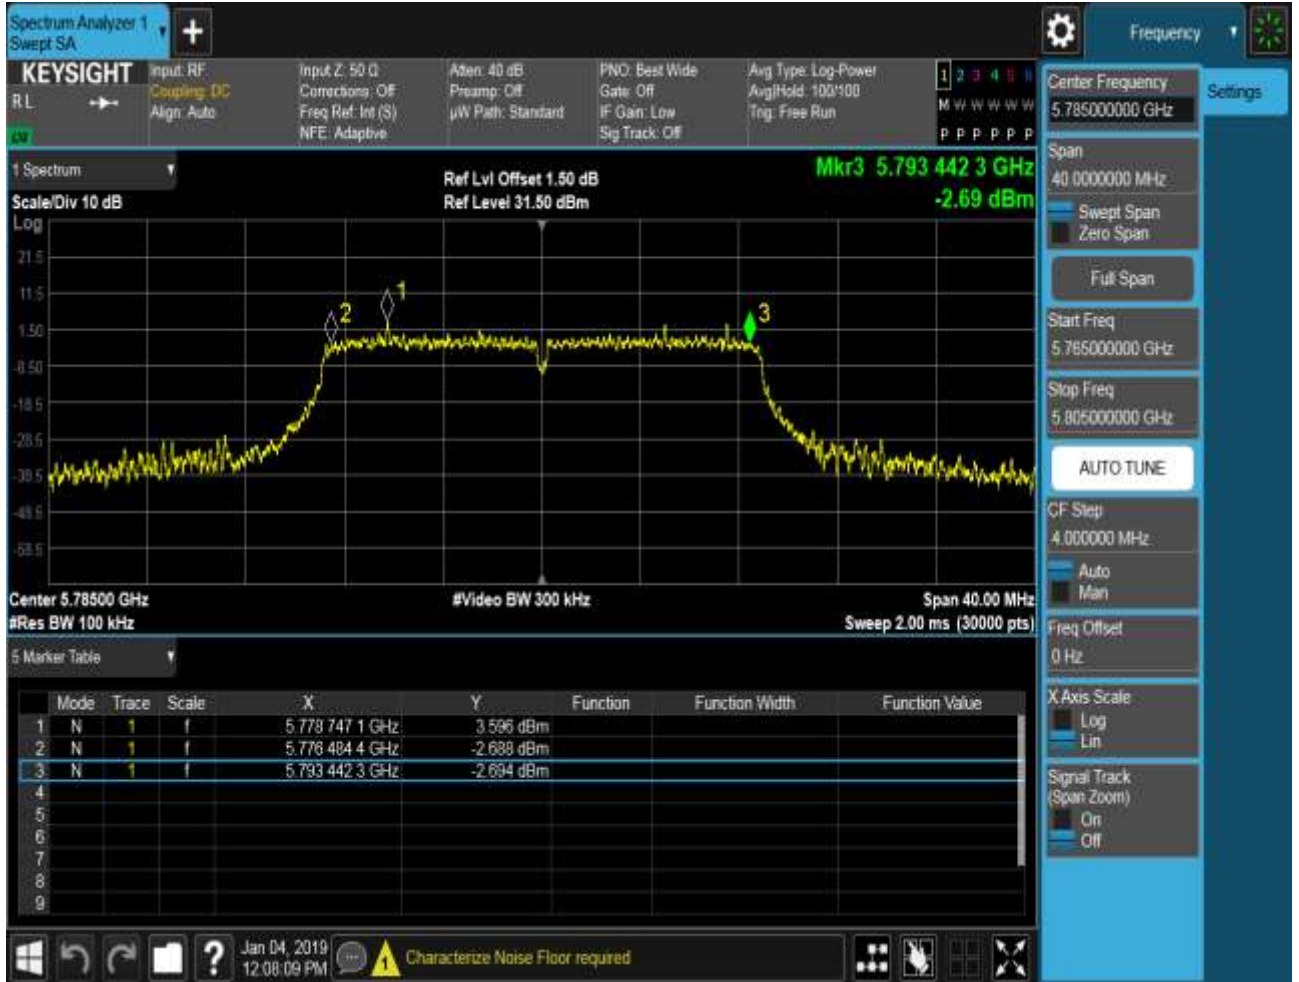 Spectrum Analyzer 1
Swept SA
+
Frequency
KEYSIGHT
R L
Input: RF
Coupling: DC
Align: Auto
Input Z: 50 Ω
Corrections: Off
Freq Ref: Int (S)
NFE: Adaptive
Atten: 40 dB
Preamp: Off
µW Path: Standard
PNO: Best Wide
Gate: Off
IF Gain: Low
Sig Track: Off
Avg Type: Log-Power
Avg|Hold: 100/100
Trig: Free Run
1 2 3 4 5 6
M W W W W W
P P P P P P
1 Spectrum
Scale/Div 10 dB
Ref Lvl Offset 1.50 dB
Ref Level 31.50 dBm
Mkr3 5.793 442 3 GHz
-2.69 dBm
Log
21.5
11.5
1.50
-8.50
-18.5
-28.5
-38.5
-48.5
-58.5
1
2
3
Center 5.78500 GHz
#Res BW 100 kHz
#Video BW 300 kHz
Span 40.00 MHz
Sweep 2.00 ms (30000 pts)
5 Marker Table
Mode Trace Scale X Y Function Function Width Function Value
1 N 1 f 5.778 747 1 GHz 3.596 dBm
2 N 1 f 5.776 484 4 GHz -2.688 dBm
3 N 1 f 5.793 442 3 GHz -2.694 dBm
4
5
6
7
8
9
Jan 04, 2019
12:08:09 PM
?
1
Characterize Noise Floor required
Settings
Center Frequency
5.785000000 GHz
Span
40.0000000 MHz
Swept Span
Zero Span
Full Span
Start Freq
5.765000000 GHz
Stop Freq
5.805000000 GHz
AUTO TUNE
CF Step
4.000000 MHz
Auto
Man
Freq Offset
0 Hz
X Axis Scale
Log
Lin
Signal Track
(Span Zoom)
On
Off